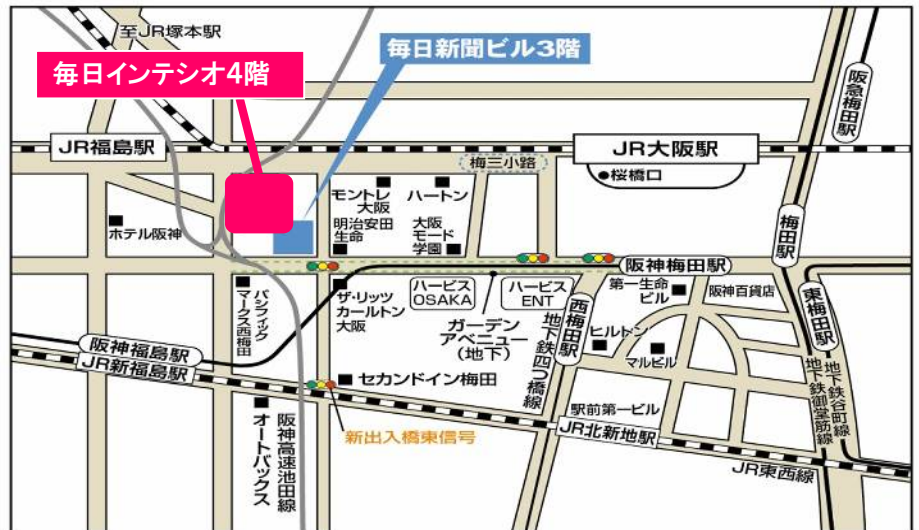 至JR塚本駅
毎日新聞ビル3階
毎日インテシオ4階
阪急梅田駅
JR福島駅
JR大阪駅
梅三小路
●桜橋口
モントレ
大阪
ハートン
明治安田
生命
大阪
モード
学園
ホテル阪神
梅田駅
阪神梅田駅
ハービス
OSAKA
ハービス
ENT
第一生命
ビル
阪神百貨店
パシフィック
マークス西梅田
ザ・リッツ
カールトン
大阪
ガーデン
アベニュー
(地下)
西梅田駅
地下鉄四つ橋線
ヒルトン
マルビル
東梅田駅
地下鉄谷町線
地下鉄御堂筋線
阪神福島駅
JR新福島駅
セカンドイン梅田
新出入橋東信号
オートバックス
阪神高速池田線
駅前第一ビル
JR北新地駅
JR東西線